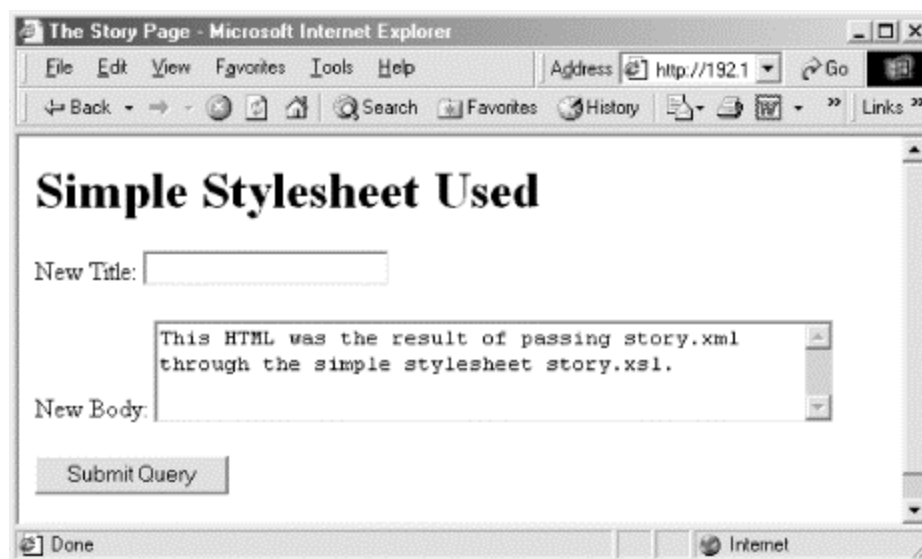 The Story Page - Microsoft Internet Explorer
File Edit View Favorites Tools Help
Address http://192.1 Go
Back Search Favorites History W » Links »
Simple Stylesheet Used
New Title:
This HTML was the result of passing story.xml
through the simple stylesheet story.xsl.
New Body:
Submit Query
Done Internet